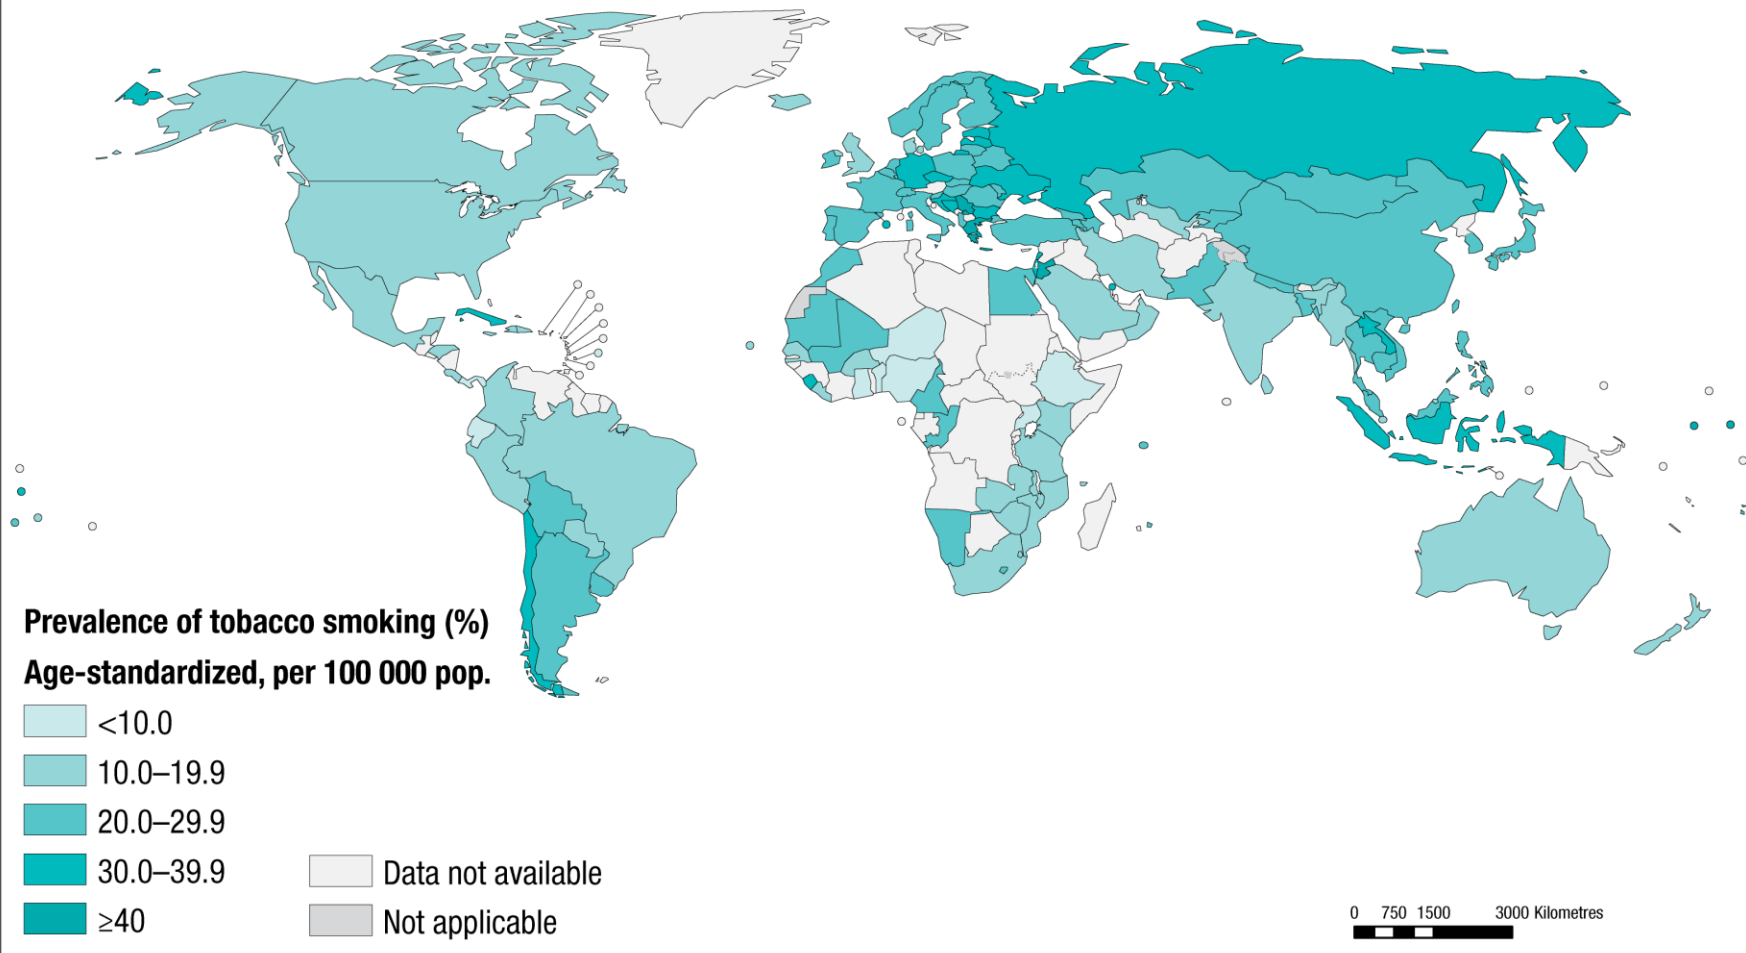 Prevalence of tobacco smoking (%)
Age-standardized, per 100 000 pop.
<10.0
10.0–19.9
20.0–29.9
30.0–39.9
≥40
Data not available
Not applicable
0 750 1500 3000 Kilometres